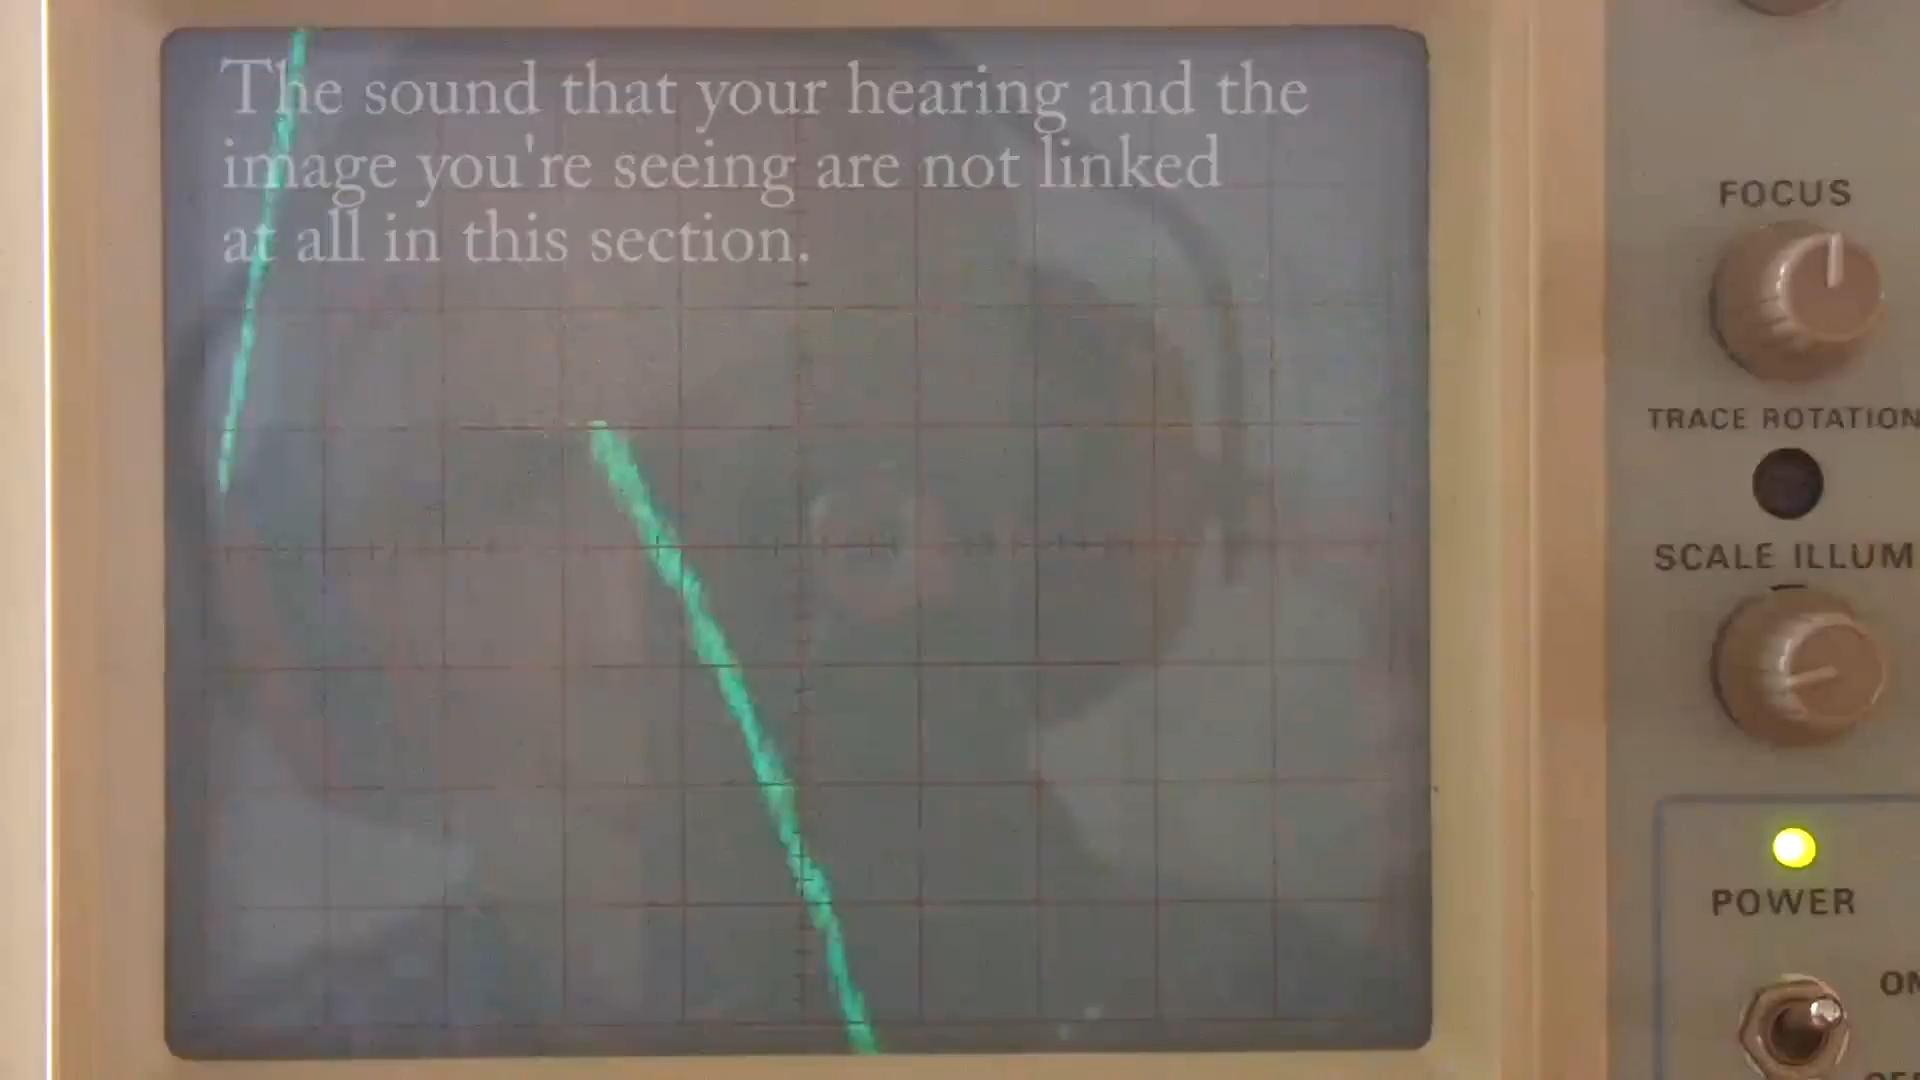 The sound that your hearing and the
image you're seeing are not linked
at all in this section.
FOCUS
TRACE ROTATION
SCALE ILLUM
POWER
ON